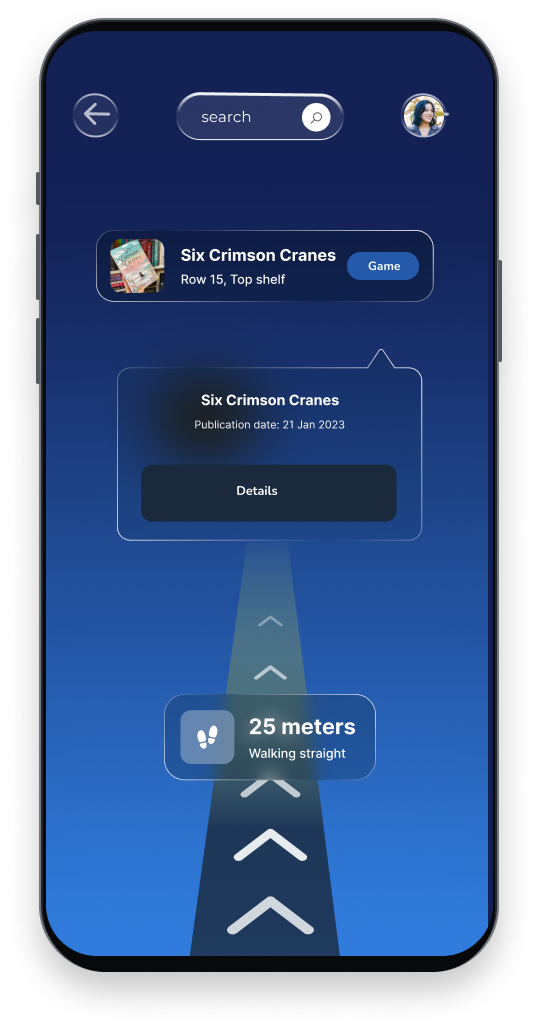 search
Six Crimson Cranes
Row 15, Top shelf
Game
Six Crimson Cranes
Publication date: 21 Jan 2023
Details
25 meters
Walking straight